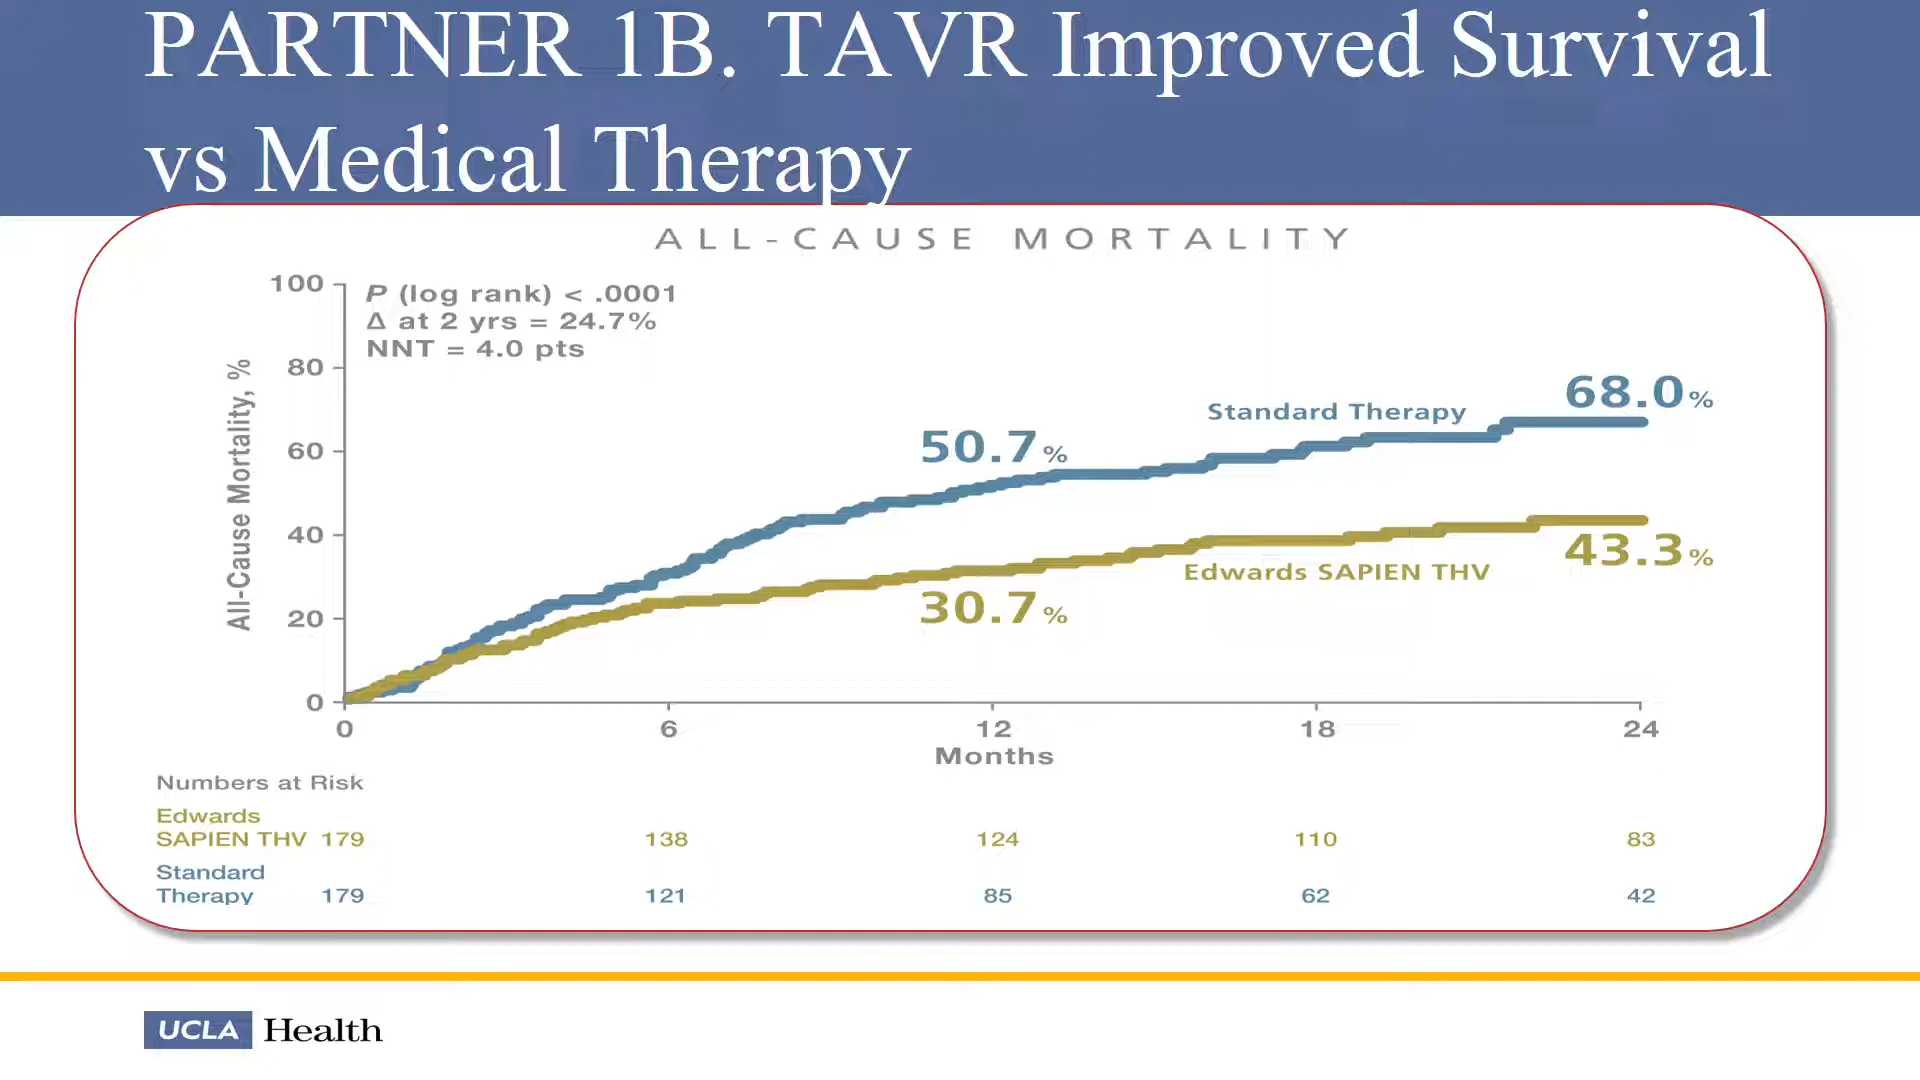 PARTNER 1B. TAVR Improved Survival
vs Medical Therapy
ALL-CAUSE MORTALITY
P (log rank) < .0001
Δ at 2 yrs = 24.7%
NNT = 4.0 pts
All-Cause Mortality, %
100
80
60
40
20
0
Standard Therapy
68.0%
50.7%
Edwards SAPIEN THV
43.3%
30.7%
0 6 12 18 24
Months
Numbers at Risk
Edwards
SAPIEN THV 179 138 124 110 83
Standard
Therapy 179 121 85 62 42
UCLA Health